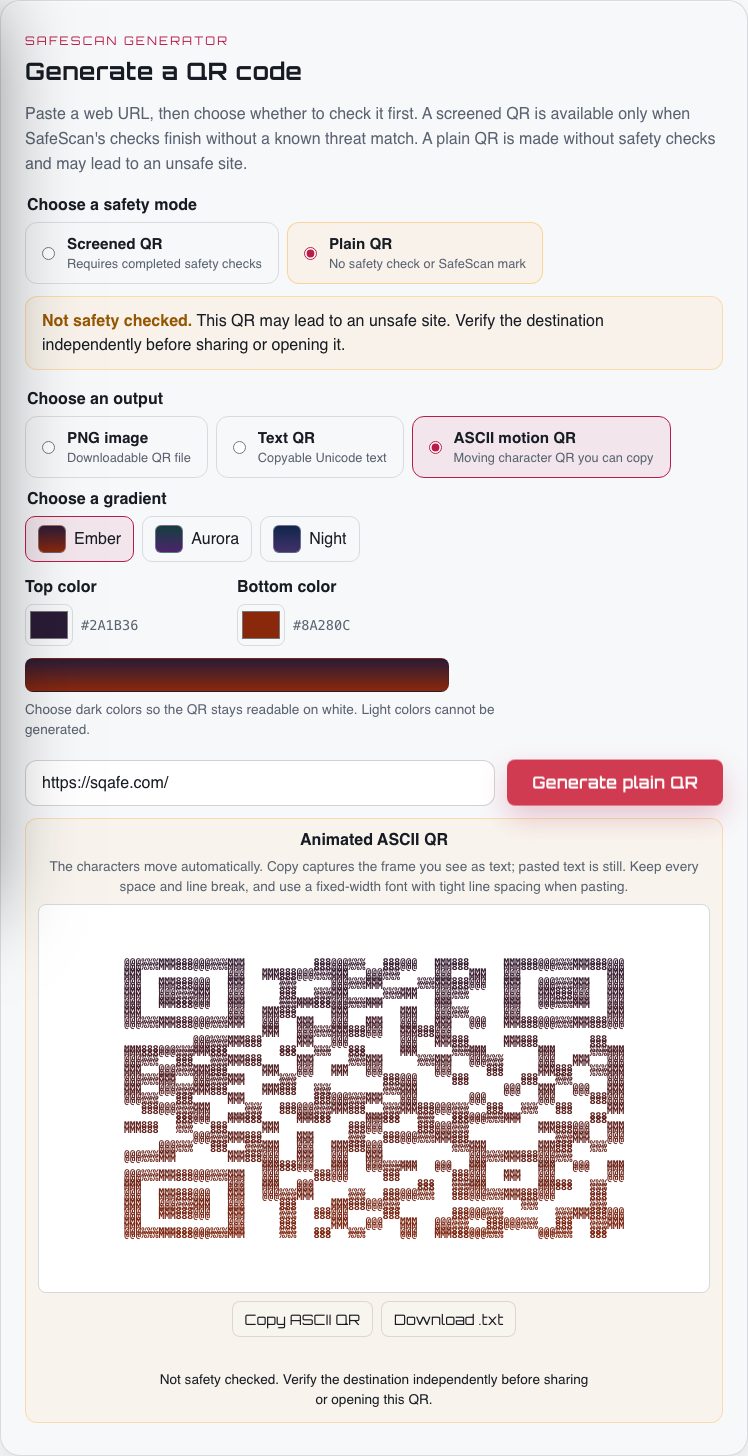 SAFESCAN GENERATOR
Generate a QR code
Paste a web URL, then choose whether to check it first. A screened QR is available only when
SafeScan's checks finish without a known threat match. A plain QR is made without safety checks
and may lead to an unsafe site.
Choose a safety mode
Screened QR
Requires completed safety checks
Plain QR
No safety check or SafeScan mark
Not safety checked. This QR may lead to an unsafe site. Verify the destination
independently before sharing or opening it.
Choose an output
PNG image
Downloadable QR file
Text QR
Copyable Unicode text
ASCII motion QR
Moving character QR you can copy
Choose a gradient
Ember
Aurora
Night
Top color
Bottom color
#2A1B36
#8A280C
Choose dark colors so the QR stays readable on white. Light colors cannot be
generated.
https://sqafe.com/
Generate plain QR
Animated ASCII QR
The characters move automatically. Copy captures the frame you see as text; pasted text is still. Keep every
space and line break, and use a fixed-width font with tight line spacing when pasting.
Copy ASCII QR
Download .txt
Not safety checked. Verify the destination independently before sharing
or opening this QR.